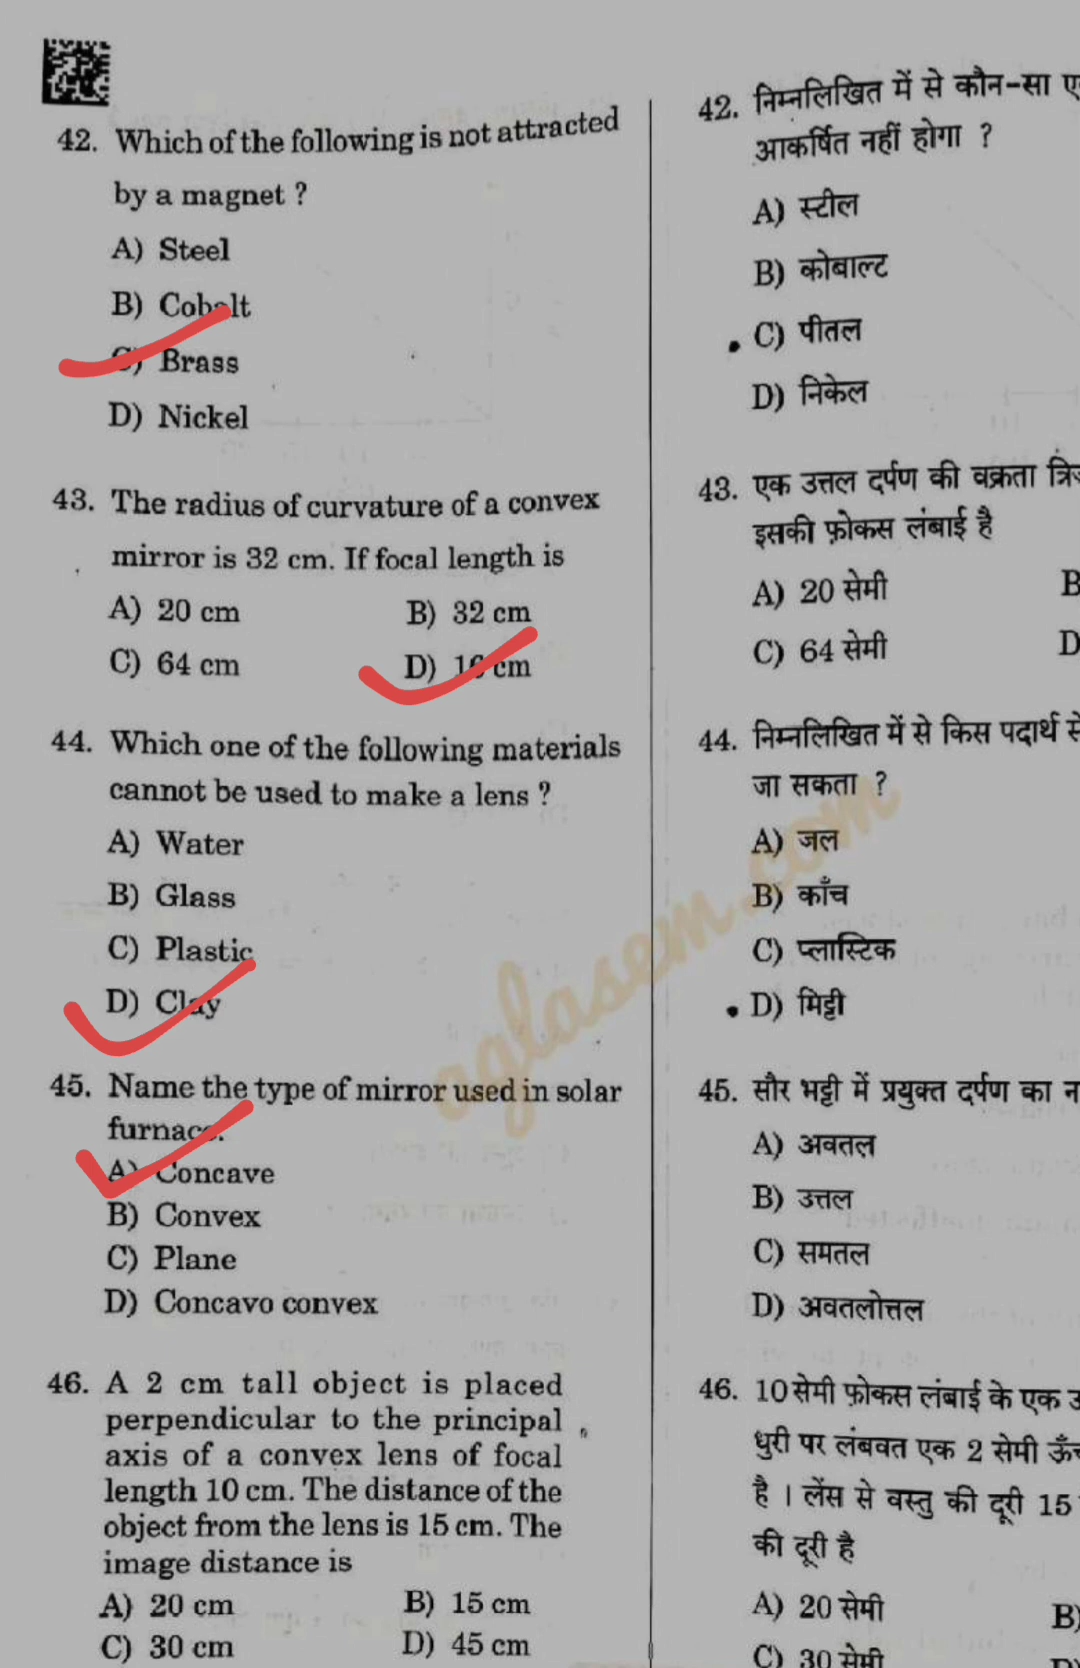 42. Which of the following is not attracted
by a magnet ?
A) Steel
B) Cobalt
C) Brass
D) Nickel
43. The radius of curvature of a convex
mirror is 32 cm. If focal length is
A) 20 cm B) 32 cm
C) 64 cm D) 16 cm
44. Which one of the following materials
cannot be used to make a lens ?
A) Water
B) Glass
C) Plastic
D) Clay
45. Name the type of mirror used in solar
furnace.
A) Concave
B) Convex
C) Plane
D) Concavo convex
46. A 2 cm tall object is placed
perpendicular to the principal
axis of a convex lens of focal
length 10 cm. The distance of the
object from the lens is 15 cm. The
image distance is
A) 20 cm B) 15 cm
C) 30 cm D) 45 cm
42. निम्नलिखित में से कौन-सा
आकर्षित नहीं होगा ?
A) स्टील
B) कोबाल्ट
C) पीतल
D) निकेल
43. एक उत्तल दर्पण की वक्रता
इसकी फ़ोकस लंबाई है
A) 20 सेमी B
C) 64 सेमी D
44. निम्नलिखित में से किस पदार्थ से
जा सकता ?
A) जल
B) काँच
C) प्लास्टिक
D) मिट्टी
45. सौर भट्टी में प्रयुक्त दर्पण का
A) अवतल
B) उत्तल
C) समतल
D) अवतलोत्तल
46. 10 सेमी फ़ोकस लंबाई के एक
धुरी पर लंबवत एक 2 सेमी
है । लेंस से वस्तु की दूरी 15
की दूरी है
A) 20 सेमी B)
C) 30 सेमी
aglasem.com